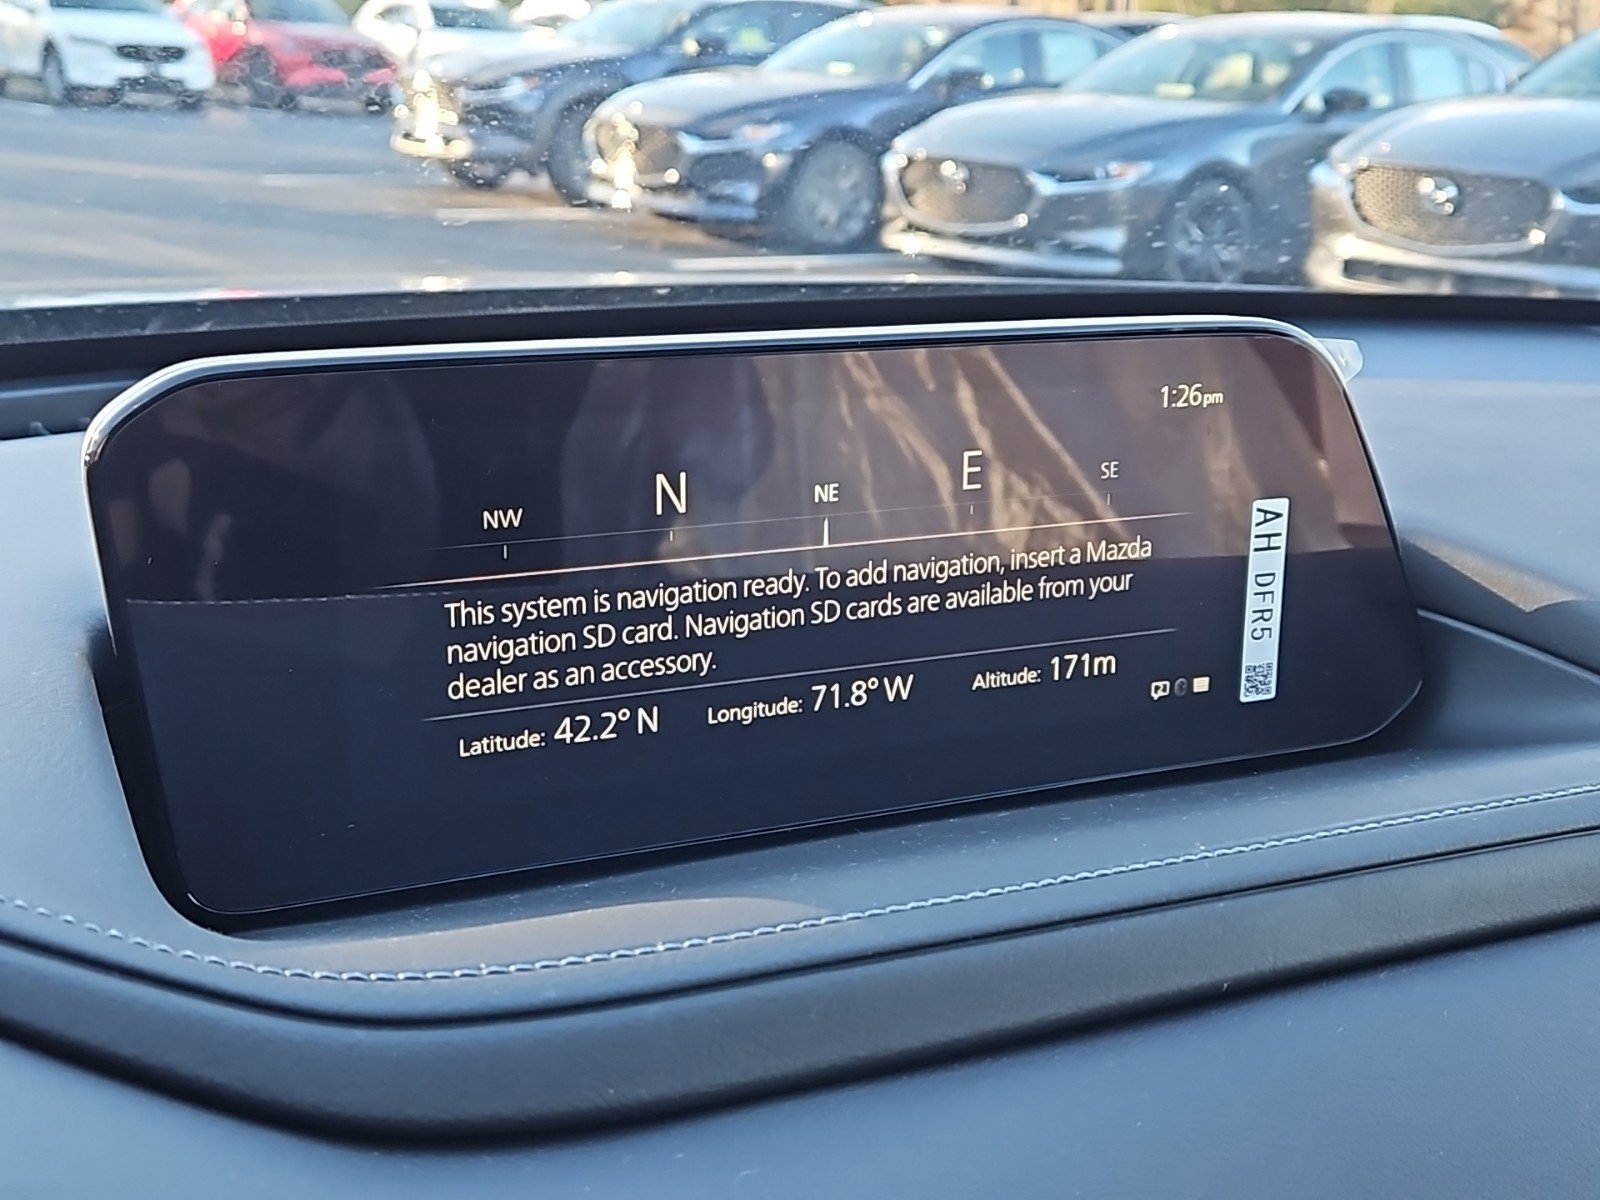 1:26pm
NW N NE E SE
This system is navigation ready. To add navigation, insert a Mazda
navigation SD card. Navigation SD cards are available from your
dealer as an accessory.
Latitude: 42.2° N Longitude: 71.8° W Altitude: 171m
AH DFR5